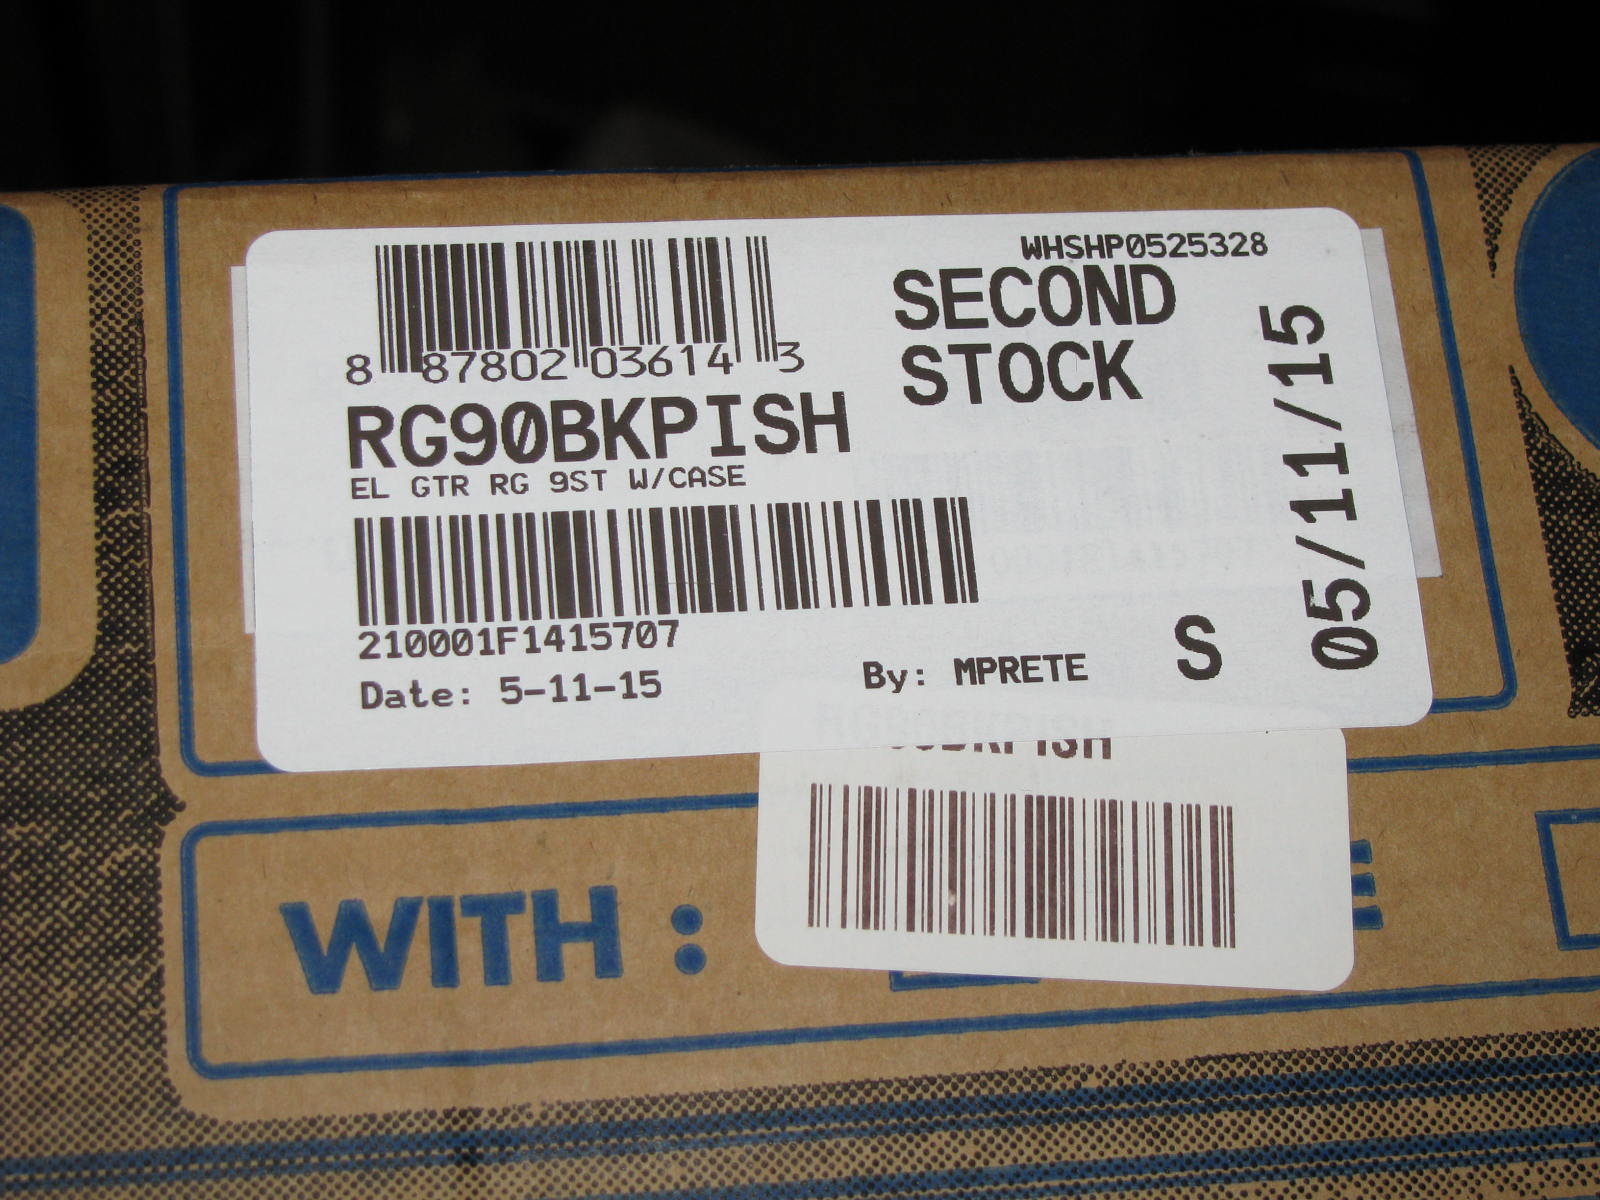 WHSHP0525328
8 87802 03614 3
SECOND
STOCK
RG90BKPISH
EL GTR RG 9ST W/CASE
210001F1415707
Date: 5-11-15
By: MPRETE
S
05/11/15
BKPISH
WITH :